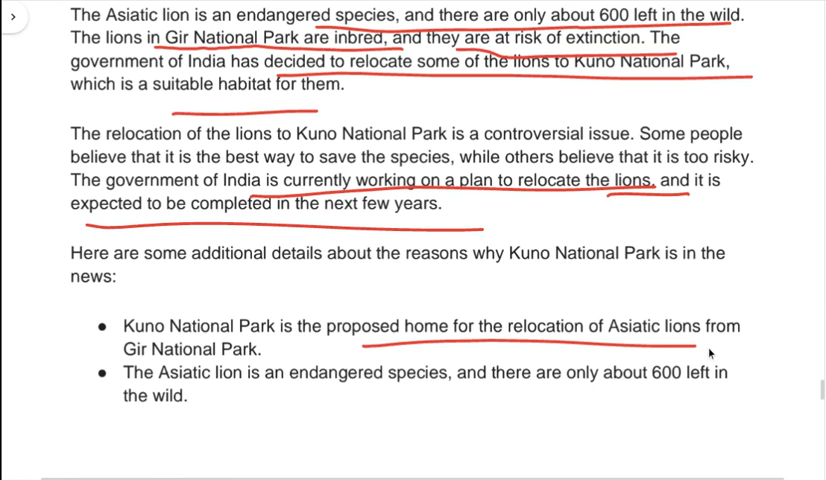 The Asiatic lion is an endangered species, and there are only about 600 left in the wild.
The lions in Gir National Park are inbred, and they are at risk of extinction. The
government of India has decided to relocate some of the lions to Kuno National Park,
which is a suitable habitat for them.
The relocation of the lions to Kuno National Park is a controversial issue. Some people
believe that it is the best way to save the species, while others believe that it is too risky.
The government of India is currently working on a plan to relocate the lions, and it is
expected to be completed in the next few years.
Here are some additional details about the reasons why Kuno National Park is in the
news:
● Kuno National Park is the proposed home for the relocation of Asiatic lions from
Gir National Park.
● The Asiatic lion is an endangered species, and there are only about 600 left in
the wild.